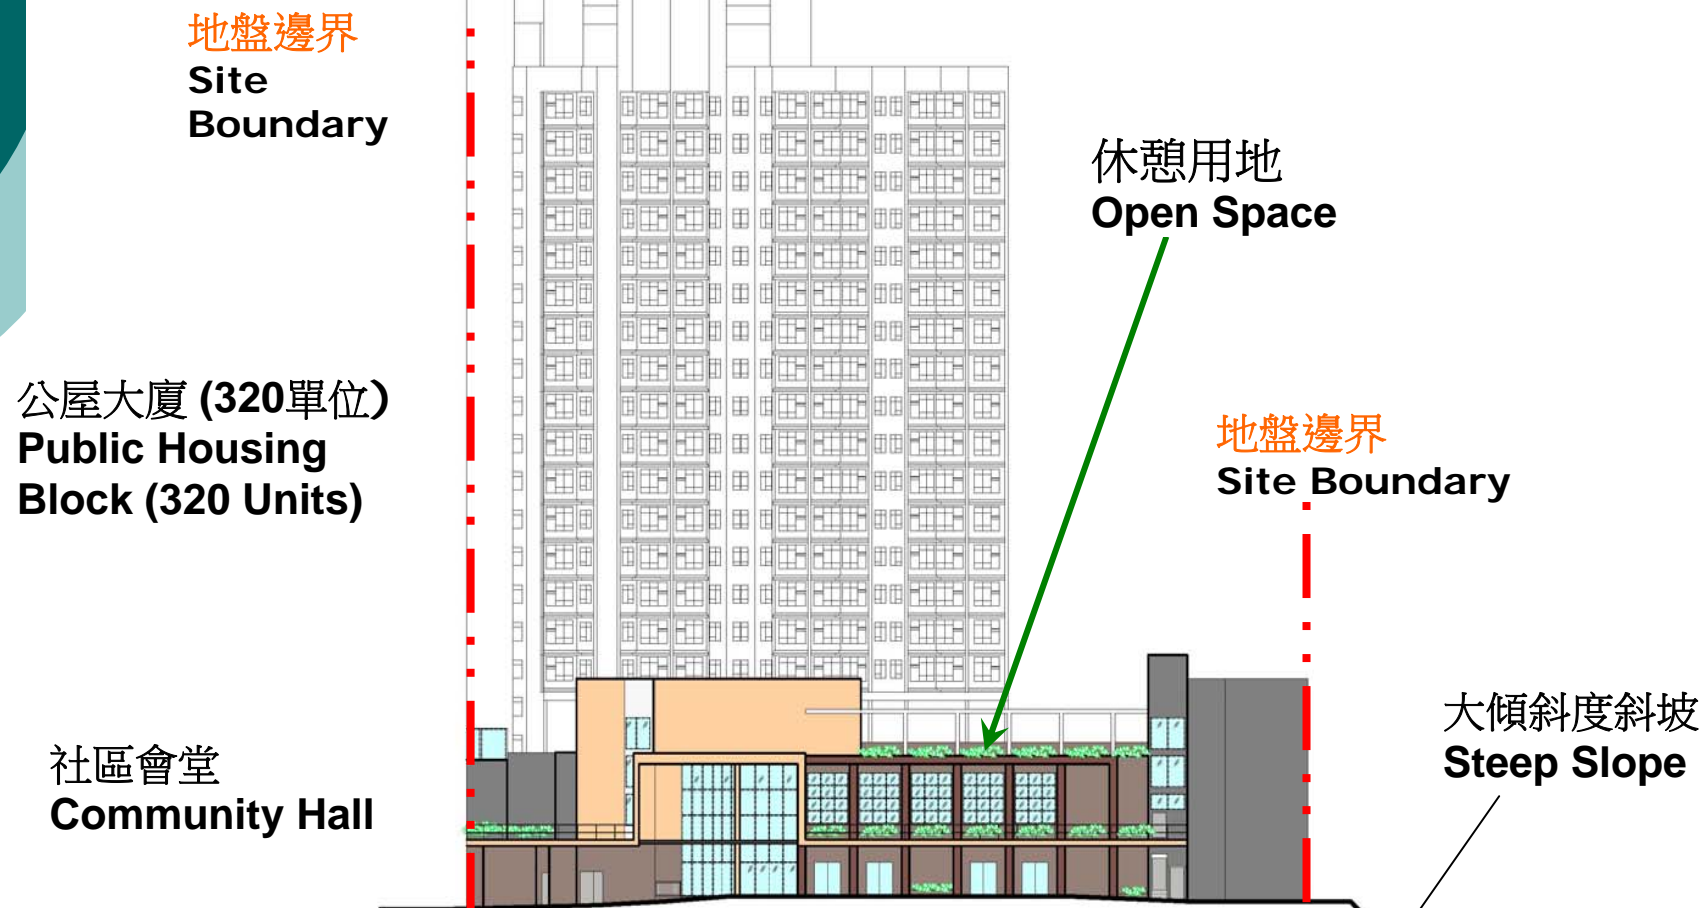 地盤邊界
Site
Boundary
休憩用地
Open Space
公屋大廈 (320單位)
Public Housing
Block (320 Units)
地盤邊界
Site Boundary
大傾斜度斜坡
Steep Slope
社區會堂
Community Hall